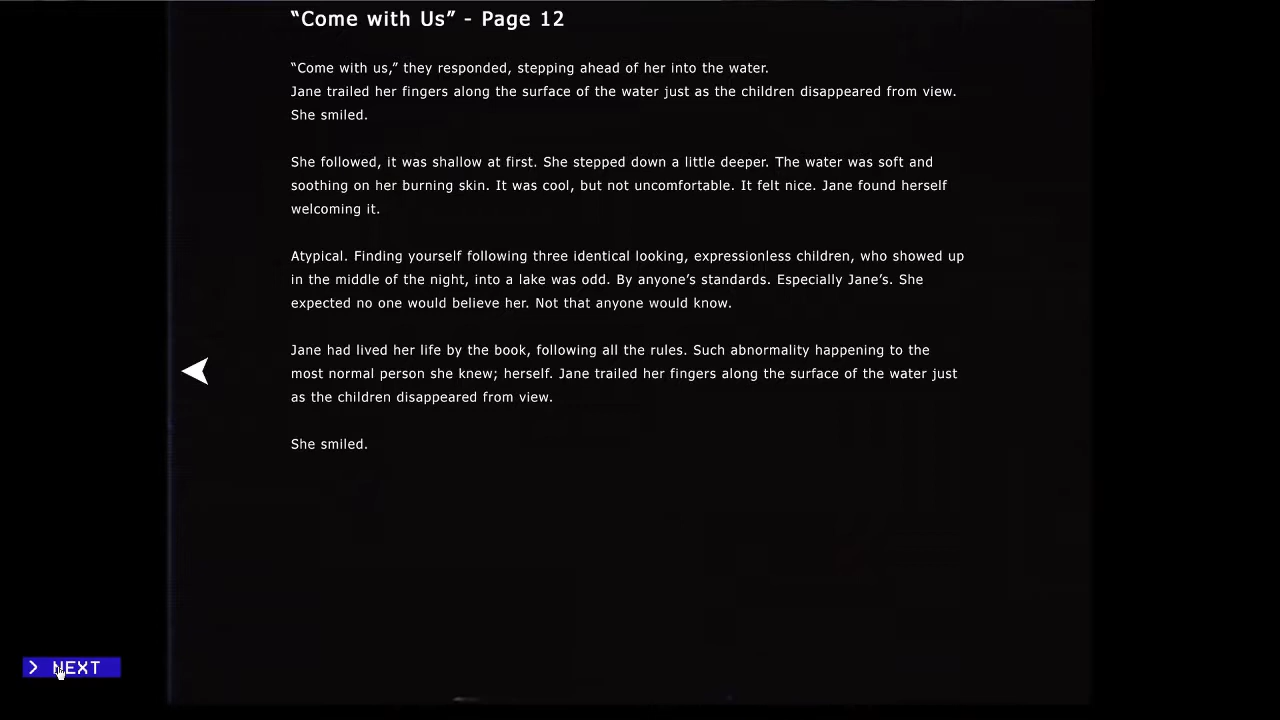 “Come with Us” - Page 12
“Come with us,” they responded, stepping ahead of her into the water.
Jane trailed her fingers along the surface of the water just as the children disappeared from view.
She smiled.
She followed, it was shallow at first. She stepped down a little deeper. The water was soft and
soothing on her burning skin. It was cool, but not uncomfortable. It felt nice. Jane found herself
welcoming it.
Atypical. Finding yourself following three identical looking, expressionless children, who showed up
in the middle of the night, into a lake was odd. By anyone’s standards. Especially Jane’s. She
expected no one would believe her. Not that anyone would know.
Jane had lived her life by the book, following all the rules. Such abnormality happening to the
most normal person she knew; herself. Jane trailed her fingers along the surface of the water just
as the children disappeared from view.
She smiled.
> NEXT